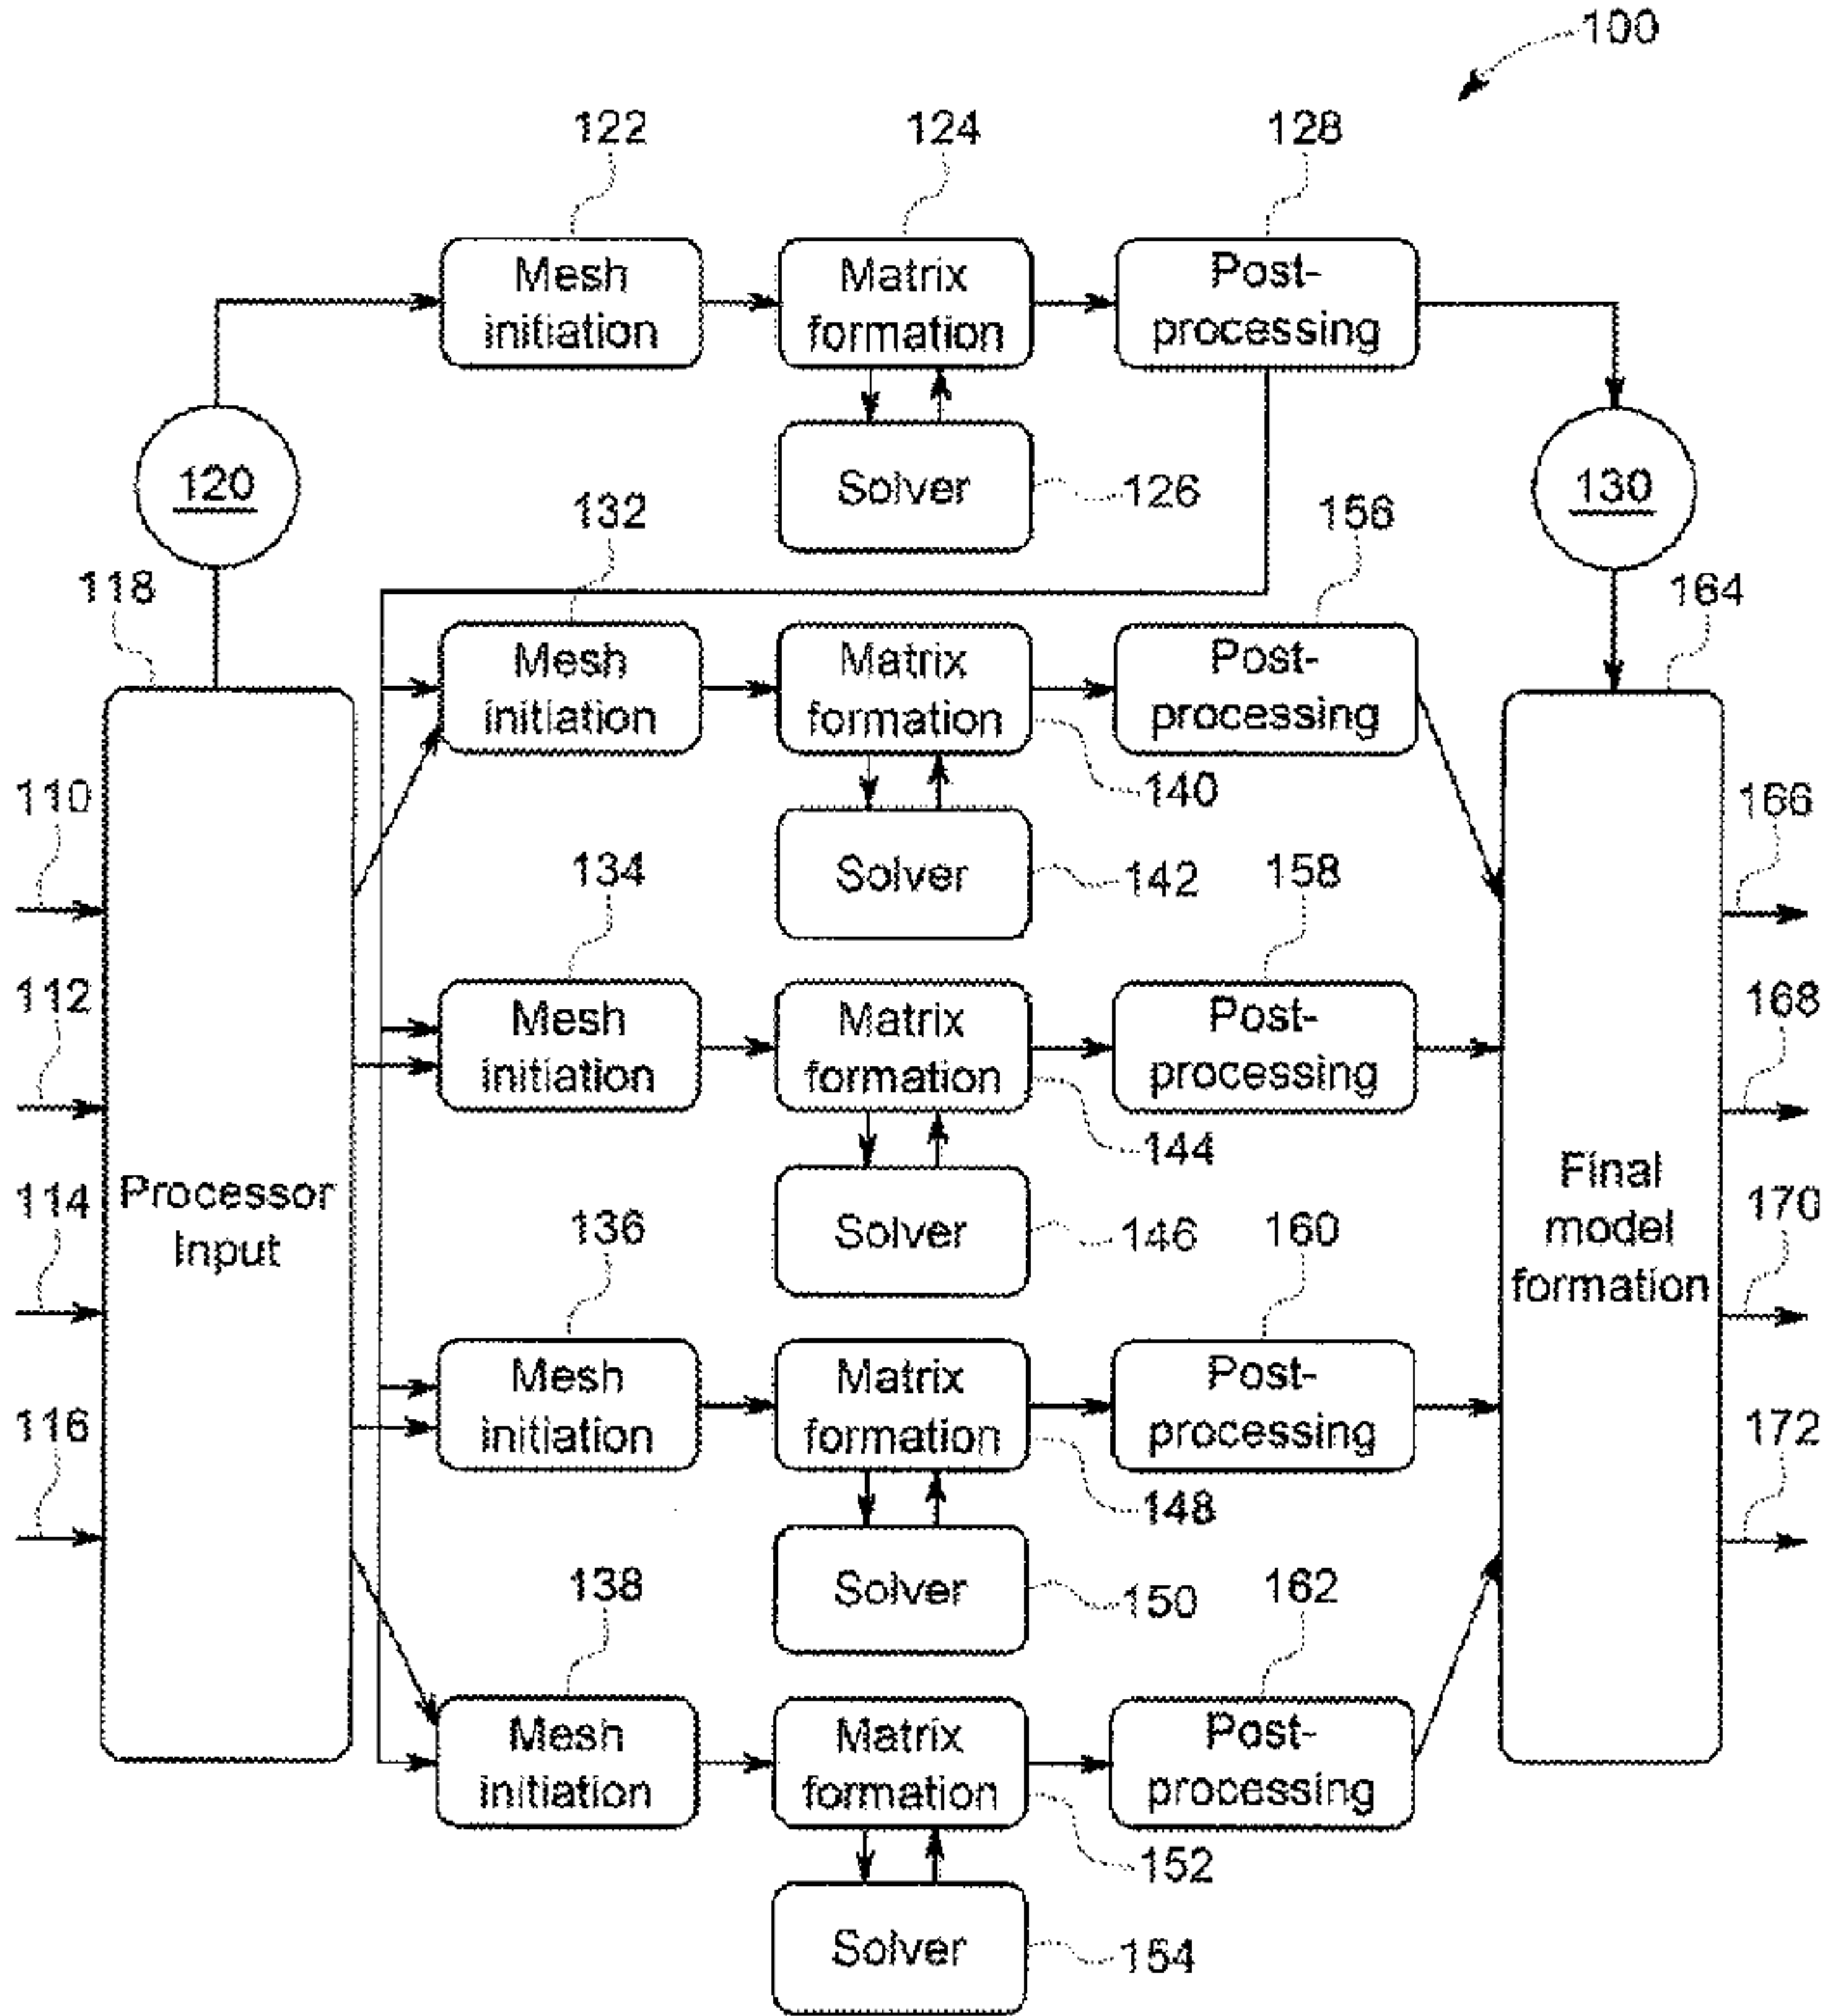 100
122
124
128
Mesh
initiation
Matrix
formation
Post-
processing
120
Solver
126
130
118
132
156
164
Mesh
initiation
Matrix
formation
Post-
processing
140
110
Solver
142
166
134
158
112
Mesh
initiation
Matrix
formation
Post-
processing
168
144
Processor
Input
114
Solver
146
Final
model
formation
170
136
160
116
Mesh
initiation
Matrix
formation
Post-
processing
172
148
Solver
150
138
162
Mesh
initiation
Matrix
formation
Post-
processing
152
Solver
154